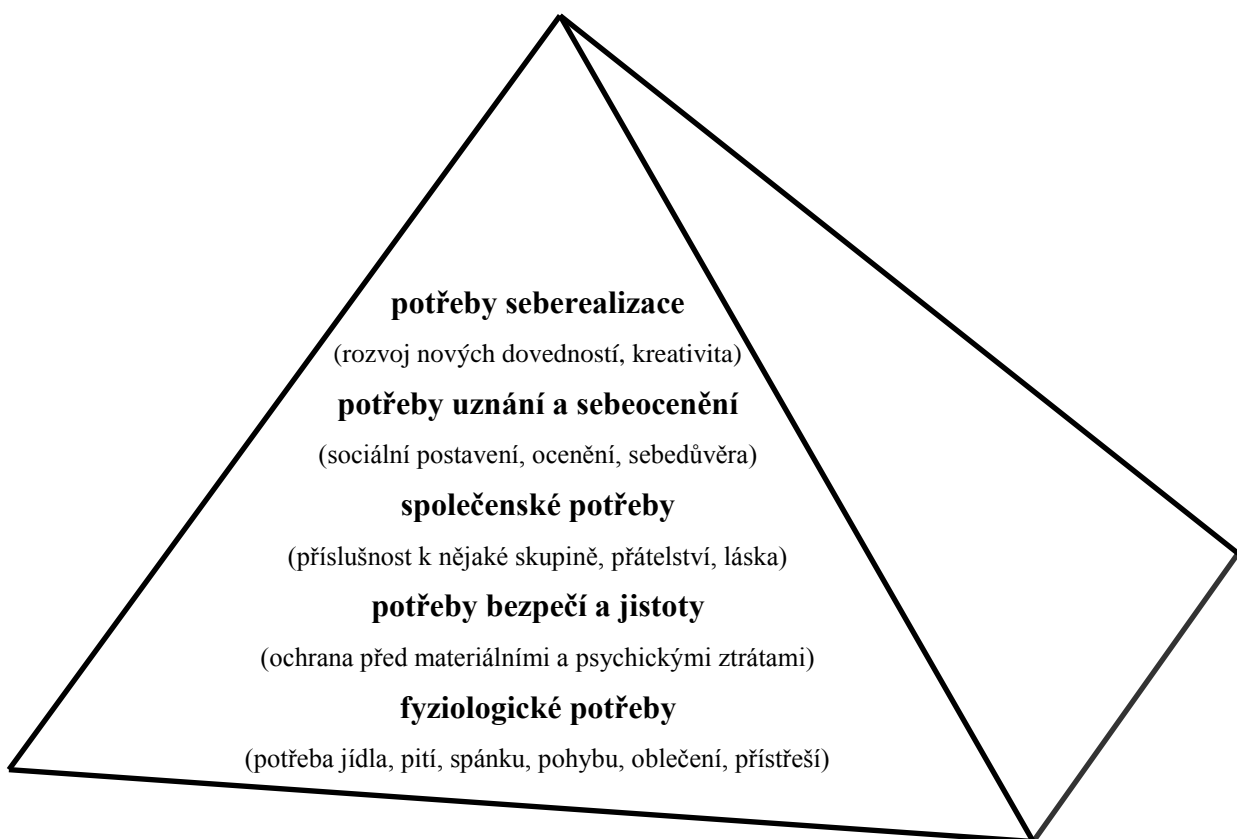 potřeby seberealizace
(rozvoj nových dovedností, kreativita)
potřeby uznání a sebeocenění
(sociální postavení, ocenění, sebedůvěra)
společenské potřeby
(příslušnost k nějaké skupině, přátelství, láska)
potřeby bezpečí a jistoty
(ochrana před materiálními a psychickými ztrátami)
fyziologické potřeby
(potřeba jídla, pití, spánku, pohybu, oblečení, přístřeší)